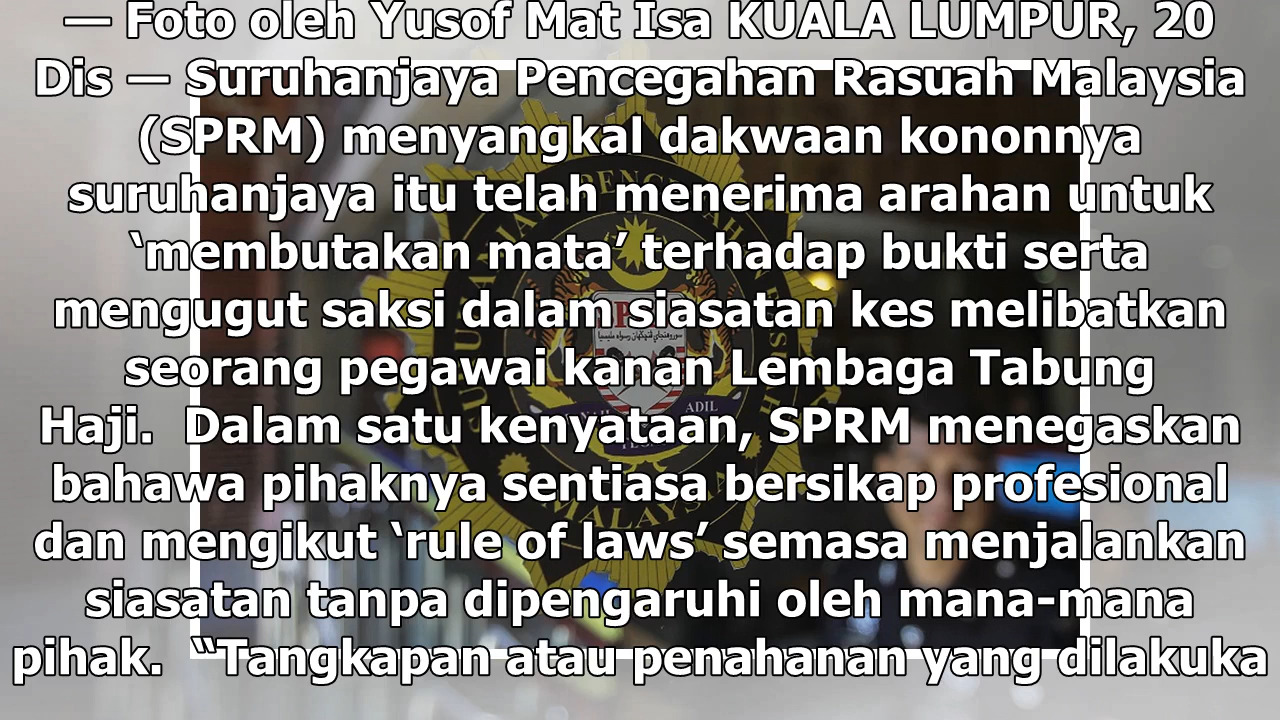 — Foto oleh Yusof Mat Isa KUALA LUMPUR, 20
Dis — Suruhanjaya Pencegahan Rasuah Malaysia
(SPRM) menyangkal dakwaan kononnya
suruhanjaya itu telah menerima arahan untuk
‘membutakan mata’ terhadap bukti serta
mengugut saksi dalam siasatan kes melibatkan
seorang pegawai kanan Lembaga Tabung
Haji.  Dalam satu kenyataan, SPRM menegaskan
bahawa pihaknya sentiasa bersikap profesional
dan mengikut ‘rule of laws’ semasa menjalankan
siasatan tanpa dipengaruhi oleh mana-mana
pihak.  “Tangkapan atau penahanan yang dilakuka
ADIL
MALAYSIA